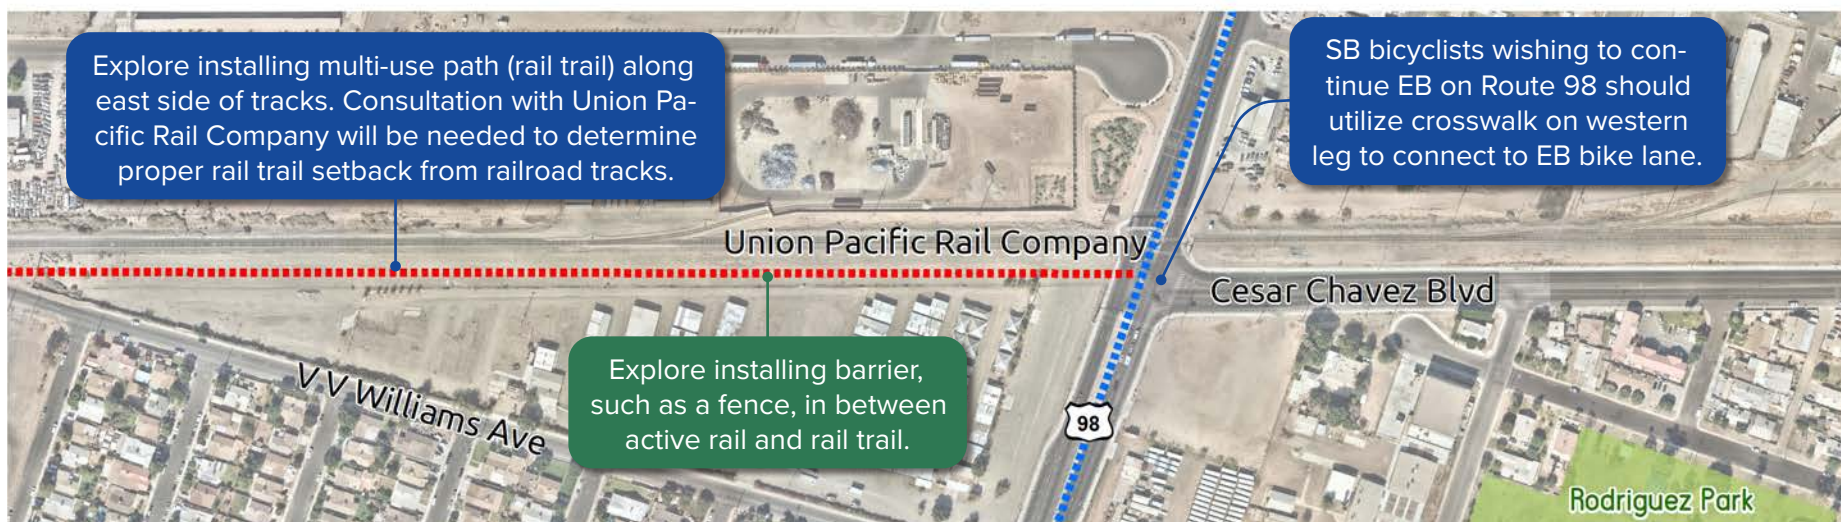 Explore installing multi-use path (rail trail) along
east side of tracks. Consultation with Union Pa-
cific Rail Company will be needed to determine
proper rail trail setback from railroad tracks.
SB bicyclists wishing to con-
tinue EB on Route 98 should
utilize crosswalk on western
leg to connect to EB bike lane.
Union Pacific Rail Company
Cesar Chavez Blvd
Explore installing barrier,
such as a fence, in between
active rail and rail trail.
V V Williams Ave
98
Rodriguez Park